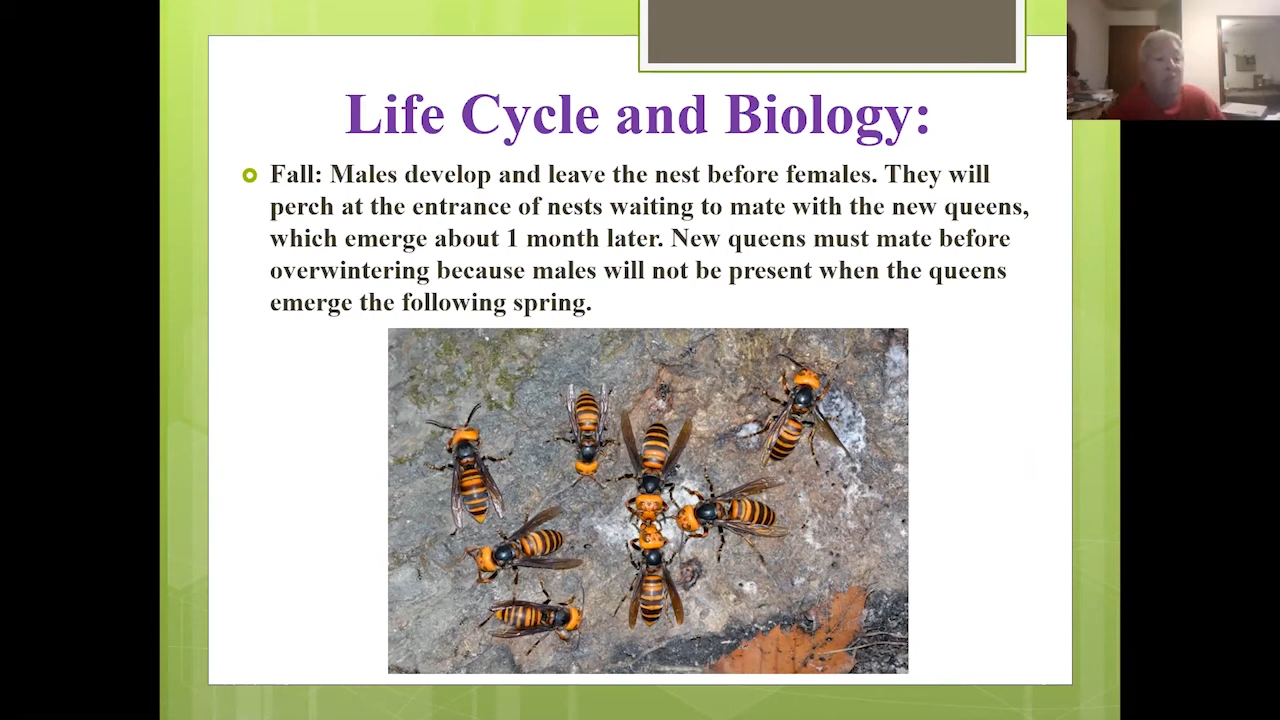 Life Cycle and Biology:
Fall: Males develop and leave the nest before females. They will
perch at the entrance of nests waiting to mate with the new queens,
which emerge about 1 month later. New queens must mate before
overwintering because males will not be present when the queens
emerge the following spring.